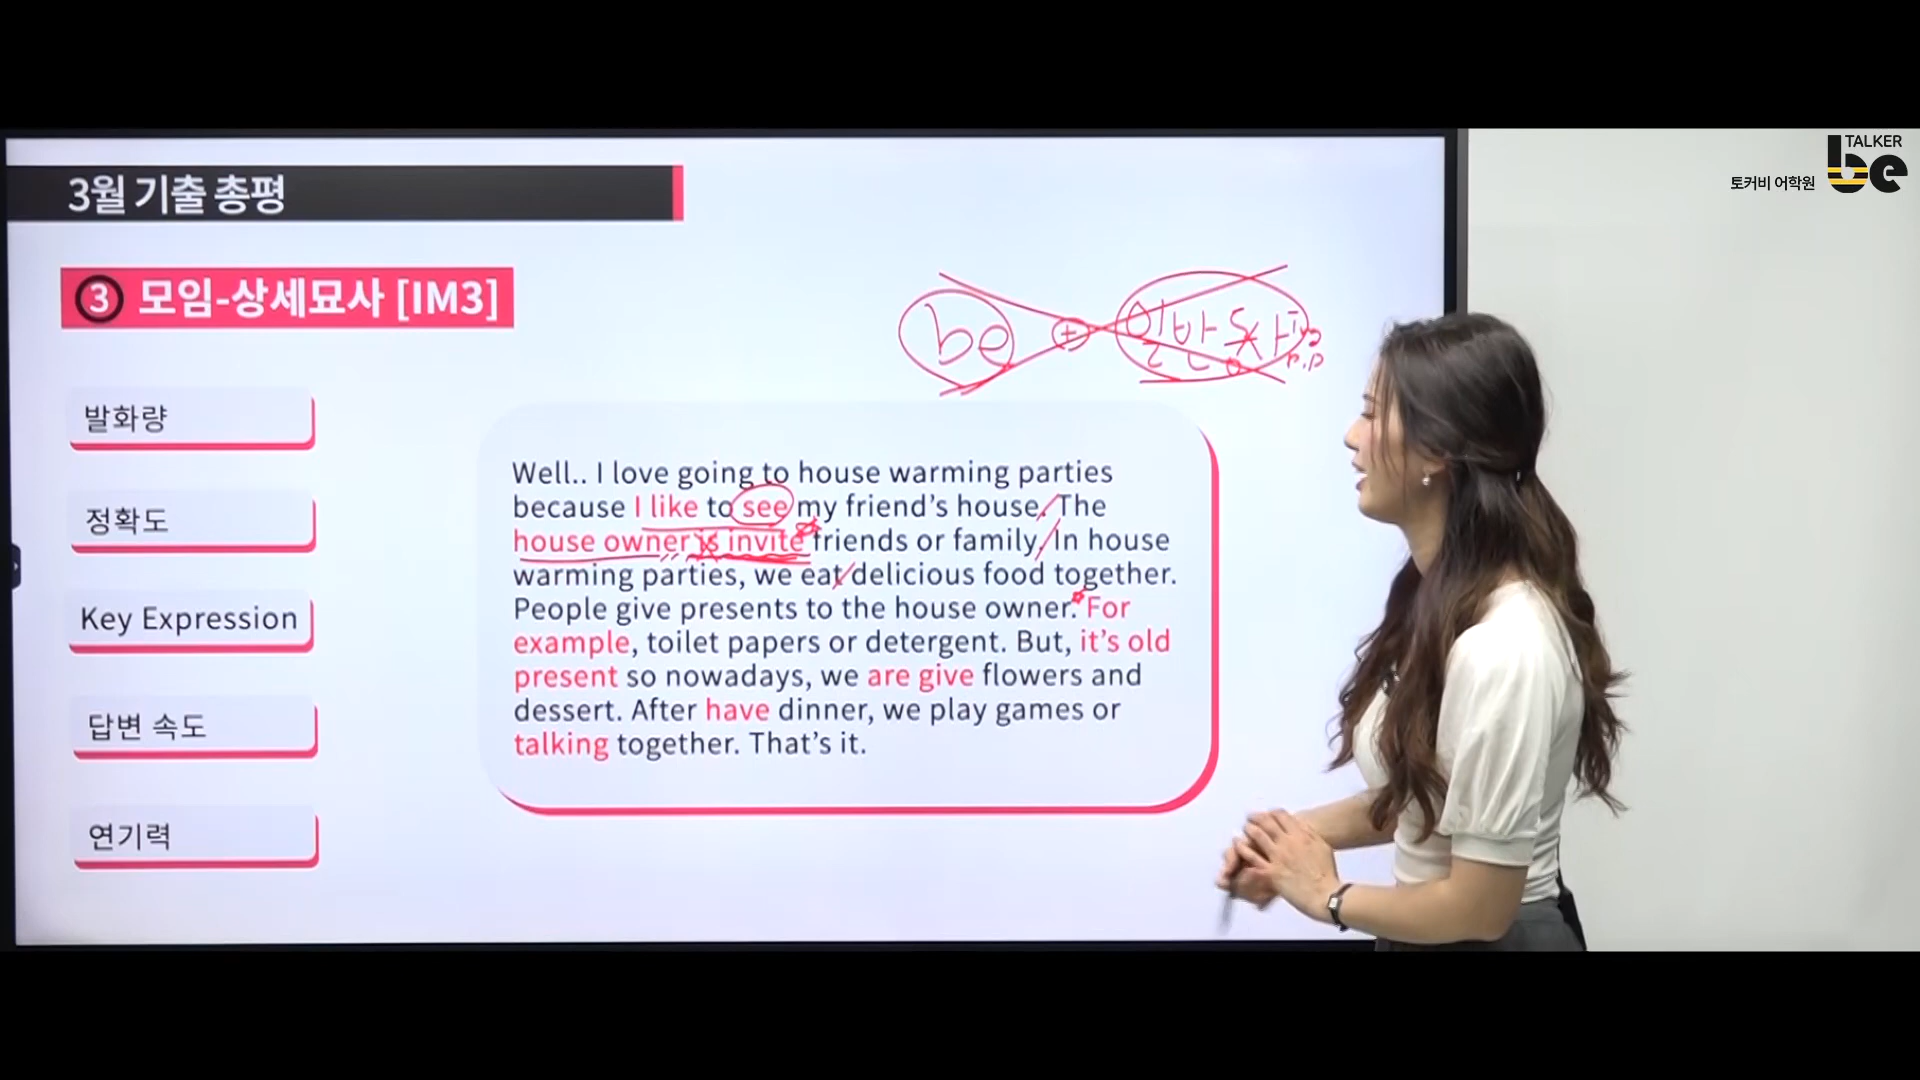 TALKER
be
토커비 어학원
3월 기출 총평
3 모임-상세묘사 [IM3]
be + 일반동사 ing
p.p
발화량
정확도
Key Expression
답변 속도
연기력
Well.. I love going to house warming parties
because I like to see my friend's house. The
house owner is invite friends or family. In house
warming parties, we eat delicious food together.
People give presents to the house owner. For
example, toilet papers or detergent. But, it's old
present so nowadays, we are give flowers and
dessert. After have dinner, we play games or
talking together. That's it.